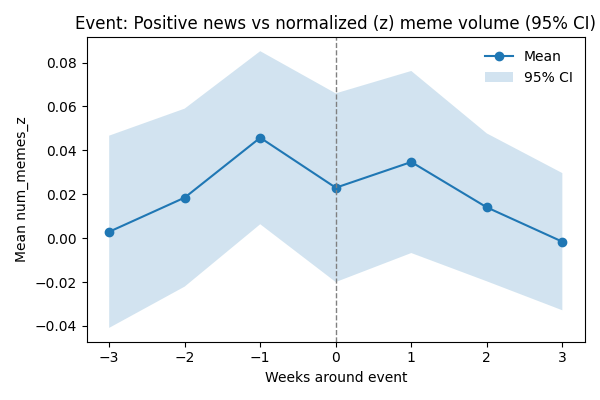 Event: Positive news vs normalized (z) meme volume (95% CI)
Mean
95% CI
Mean num_memes_z
0.08
0.06
0.04
0.02
0.00
−0.02
−0.04
−3 −2 −1 0 1 2 3
Weeks around event